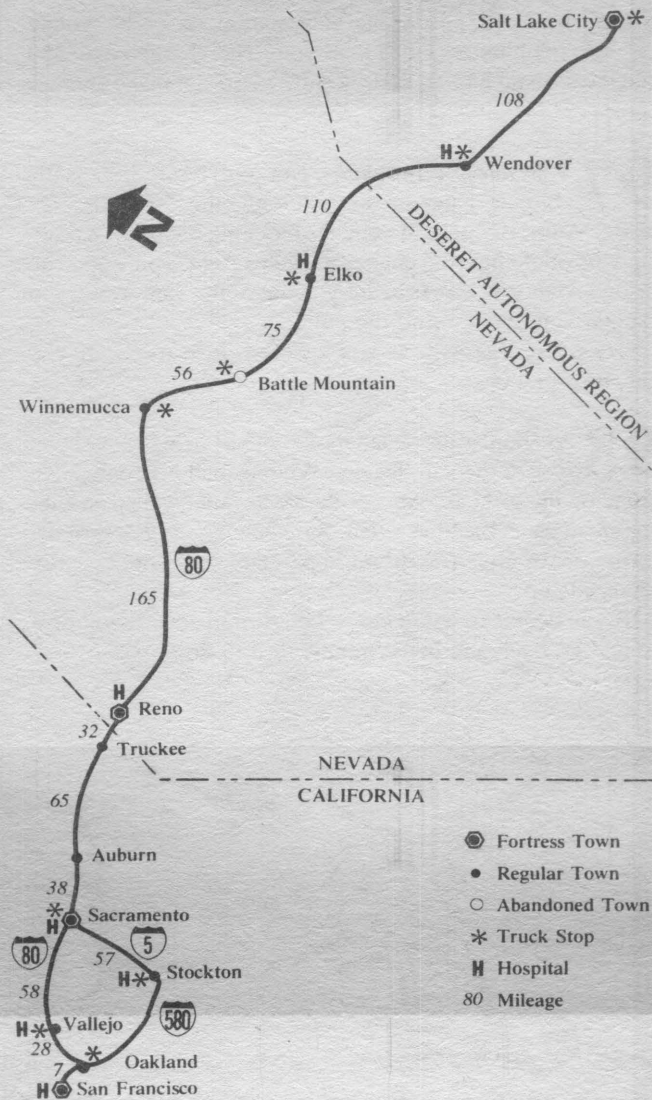 Salt Lake City
108
H
Wendover
110
DESERET AUTONOMOUS REGION
NEVADA
N
H
Elko
75
56
Battle Mountain
Winnemucca
80
165
H
Reno
32
Truckee
NEVADA
CALIFORNIA
65
Auburn
38
Sacramento
H
80
57
5
H
Stockton
58
580
H
Vallejo
28
Oakland
7
H
San Francisco
Fortress Town
Regular Town
Abandoned Town
Truck Stop
H Hospital
80 Mileage